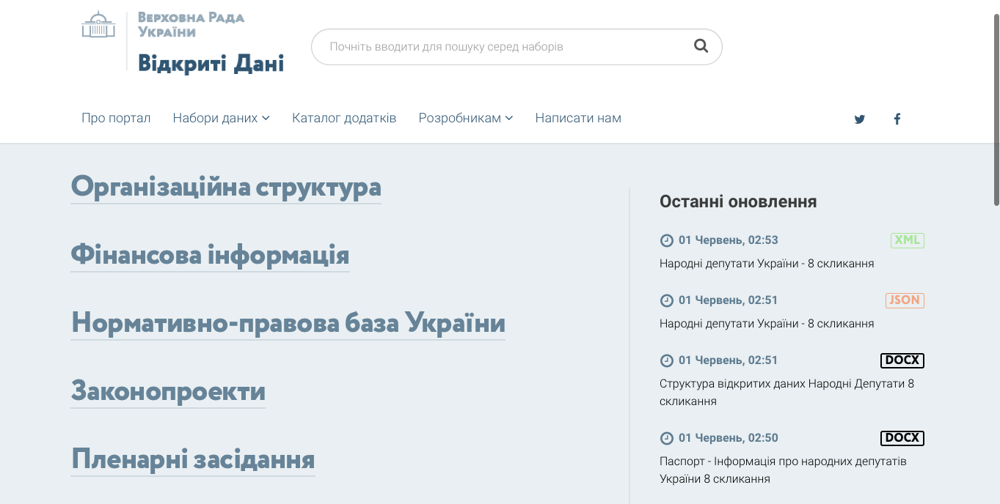 Верховна Рада
України
Відкриті Дані
Почніть вводити для пошуку серед наборів
Про портал
Набори даних
Каталог додатків
Розробникам
Написати нам
Організаційна структура
Фінансова інформація
Нормативно-правова база України
Законопроекти
Пленарні засідання
Останні оновлення
01 Червень, 02:53 XML
Народні депутати України - 8 скликання
01 Червень, 02:51 JSON
Народні депутати України - 8 скликання
01 Червень, 02:51 DOCX
Структура відкритих даних Народні Депутати 8
скликання
01 Червень, 02:50 DOCX
Паспорт - Інформація про народних депутатів
України 8 скликання